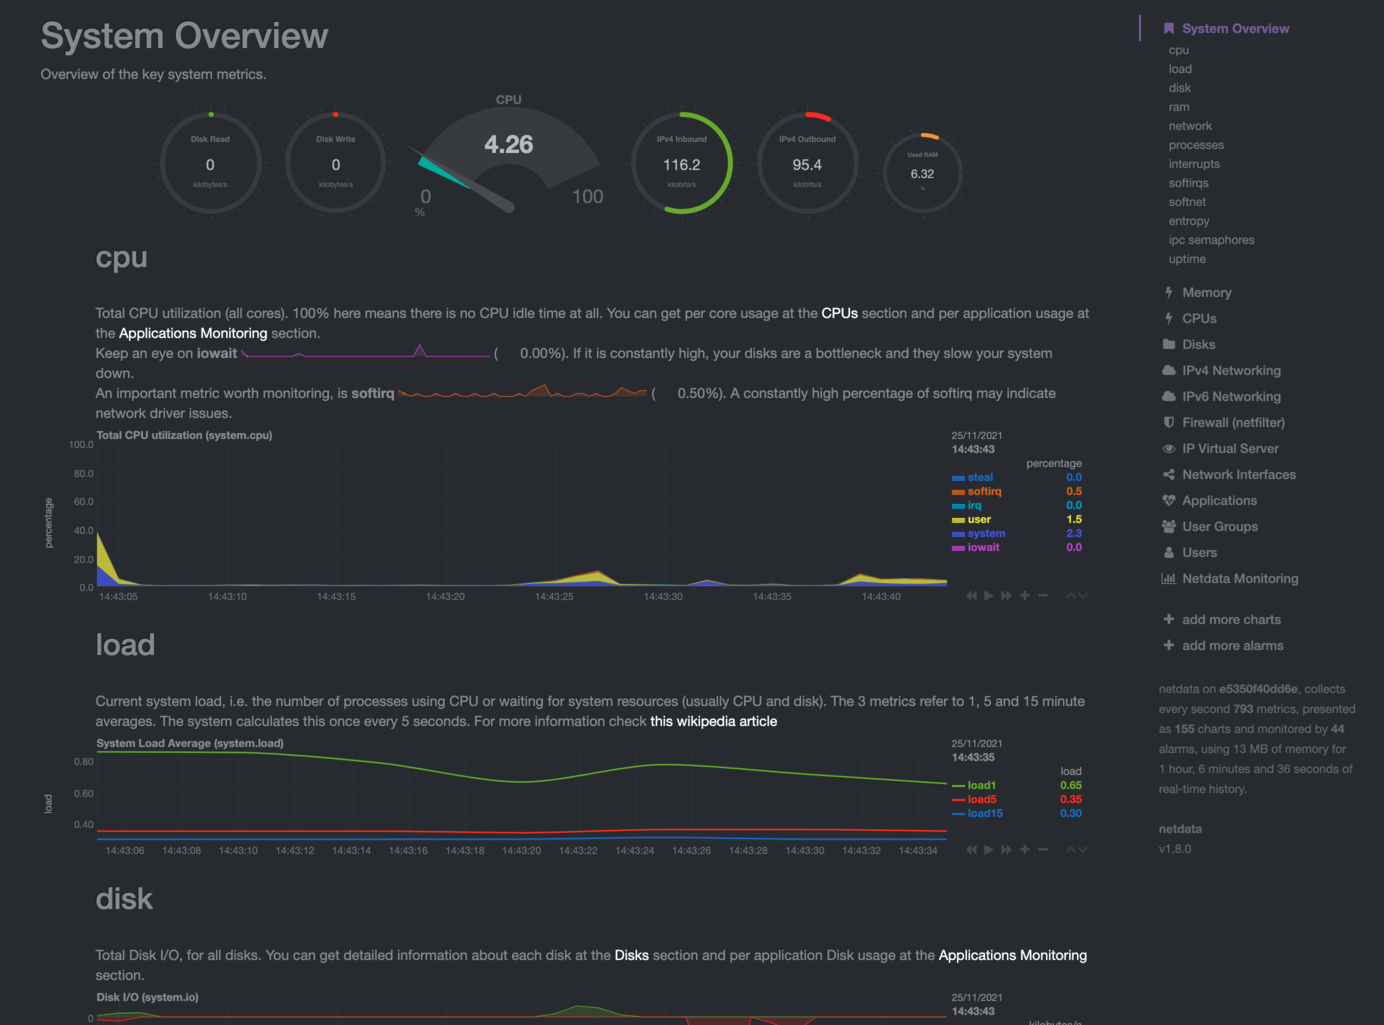 System Overview
Overview of the key system metrics.
Disk Read
0
kilobytes/s
Disk Write
0
kilobytes/s
CPU
4.26
0
100
%
IPv4 Inbound
116.2
kilobits/s
IPv4 Outbound
95.4
kilobits/s
Used RAM
6.32
%
cpu
Total CPU utilization (all cores). 100% here means there is no CPU idle time at all. You can get per core usage at the CPUs section and per application usage at
the Applications Monitoring section.
Keep an eye on iowait ( 0.00%). If it is constantly high, your disks are a bottleneck and they slow your system
down.
An important metric worth monitoring, is softirq ( 0.50%). A constantly high percentage of softirq may indicate
network driver issues.
Total CPU utilization (system.cpu)
percentage
100.0
80.0
60.0
40.0
20.0
0.0
14:43:05 14:43:10 14:43:15 14:43:20 14:43:25 14:43:30 14:43:35 14:43:40
25/11/2021
14:43:43
percentage
steal 0.0
softirq 0.5
irq 0.0
user 1.5
system 2.3
iowait 0.0
load
Current system load, i.e. the number of processes using CPU or waiting for system resources (usually CPU and disk). The 3 metrics refer to 1, 5 and 15 minute
averages. The system calculates this once every 5 seconds. For more information check this wikipedia article
System Load Average (system.load)
load
0.80
0.60
0.40
14:43:06 14:43:08 14:43:10 14:43:12 14:43:14 14:43:16 14:43:18 14:43:20 14:43:22 14:43:24 14:43:26 14:43:28 14:43:30 14:43:32 14:43:34
25/11/2021
14:43:35
load
load1 0.65
load5 0.35
load15 0.30
disk
Total Disk I/O, for all disks. You can get detailed information about each disk at the Disks section and per application Disk usage at the Applications Monitoring
section.
Disk I/O (system.io)
0
25/11/2021
14:43:43
kilobytes/s
System Overview
cpu
load
disk
ram
network
processes
interrupts
softirqs
softnet
entropy
ipc semaphores
uptime
Memory
CPUs
Disks
IPv4 Networking
IPv6 Networking
Firewall (netfilter)
IP Virtual Server
Network Interfaces
Applications
User Groups
Users
Netdata Monitoring
add more charts
add more alarms
netdata on e5350f40dd6e, collects
every second 793 metrics, presented
as 155 charts and monitored by 44
alarms, using 13 MB of memory for
1 hour, 6 minutes and 36 seconds of
real-time history.
netdata
v1.8.0